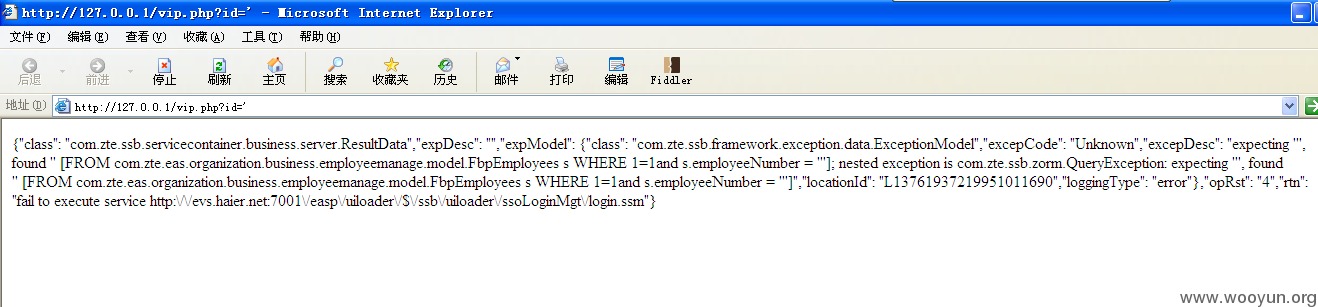 http://127.0.0.1/vip.php?id=' - Microsoft Internet Explorer
文件(F) 编辑(E) 查看(V) 收藏(A) 工具(T) 帮助(H)
后退 前进 停止 刷新 主页 搜索 收藏夹 历史 邮件 打印 编辑 Fiddler
地址(D) http://127.0.0.1/vip.php?id='
{"class": "com.zte.ssb.servicecontainer.business.server.ResultData","expDesc": "","expModel": {"class": "com.zte.ssb.framework.exception.data.ExceptionModel","excepCode": "Unknown","excepDesc": "expecting ''',
found '' [FROM com.zte.eas.organization.business.employeemanage.model.FbpEmployees s WHERE 1=1and s.employeeNumber = ''']; nested exception is com.zte.ssb.zorm.QueryException: expecting ''', found
'' [FROM com.zte.eas.organization.business.employeemanage.model.FbpEmployees s WHERE 1=1and s.employeeNumber = ''']","locationId": "L13761937219951011690","loggingType": "error"},"opRst": "4","rtn":
"fail to execute service http:\/\/evs.haier.net:7001\/easp\/uiloader\/$\/ssb\/uiloader\/ssoLoginMgt\/login.ssm"}
www.wooyun.org